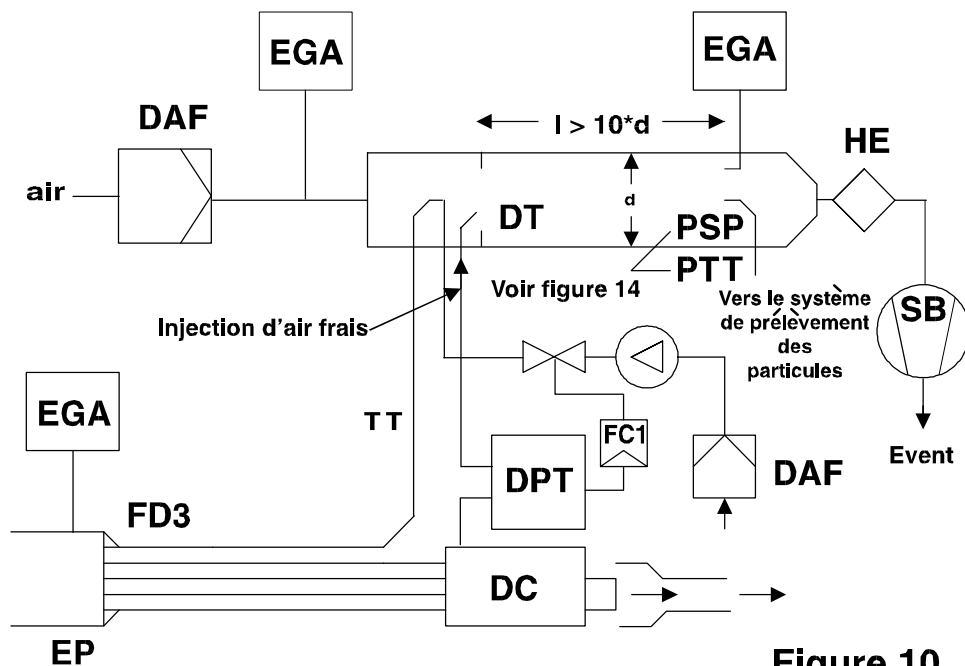 EGA
EGA
DAF
l > 10*d
HE
air
d
DT
PSP
PTT
Voir figure 14
Injection d'air frais
Vers le système
de prélèvement
des
particules
SB
EGA
TT
FC1
DPT
DAF
Event
FD3
DC
EP
Figure 10